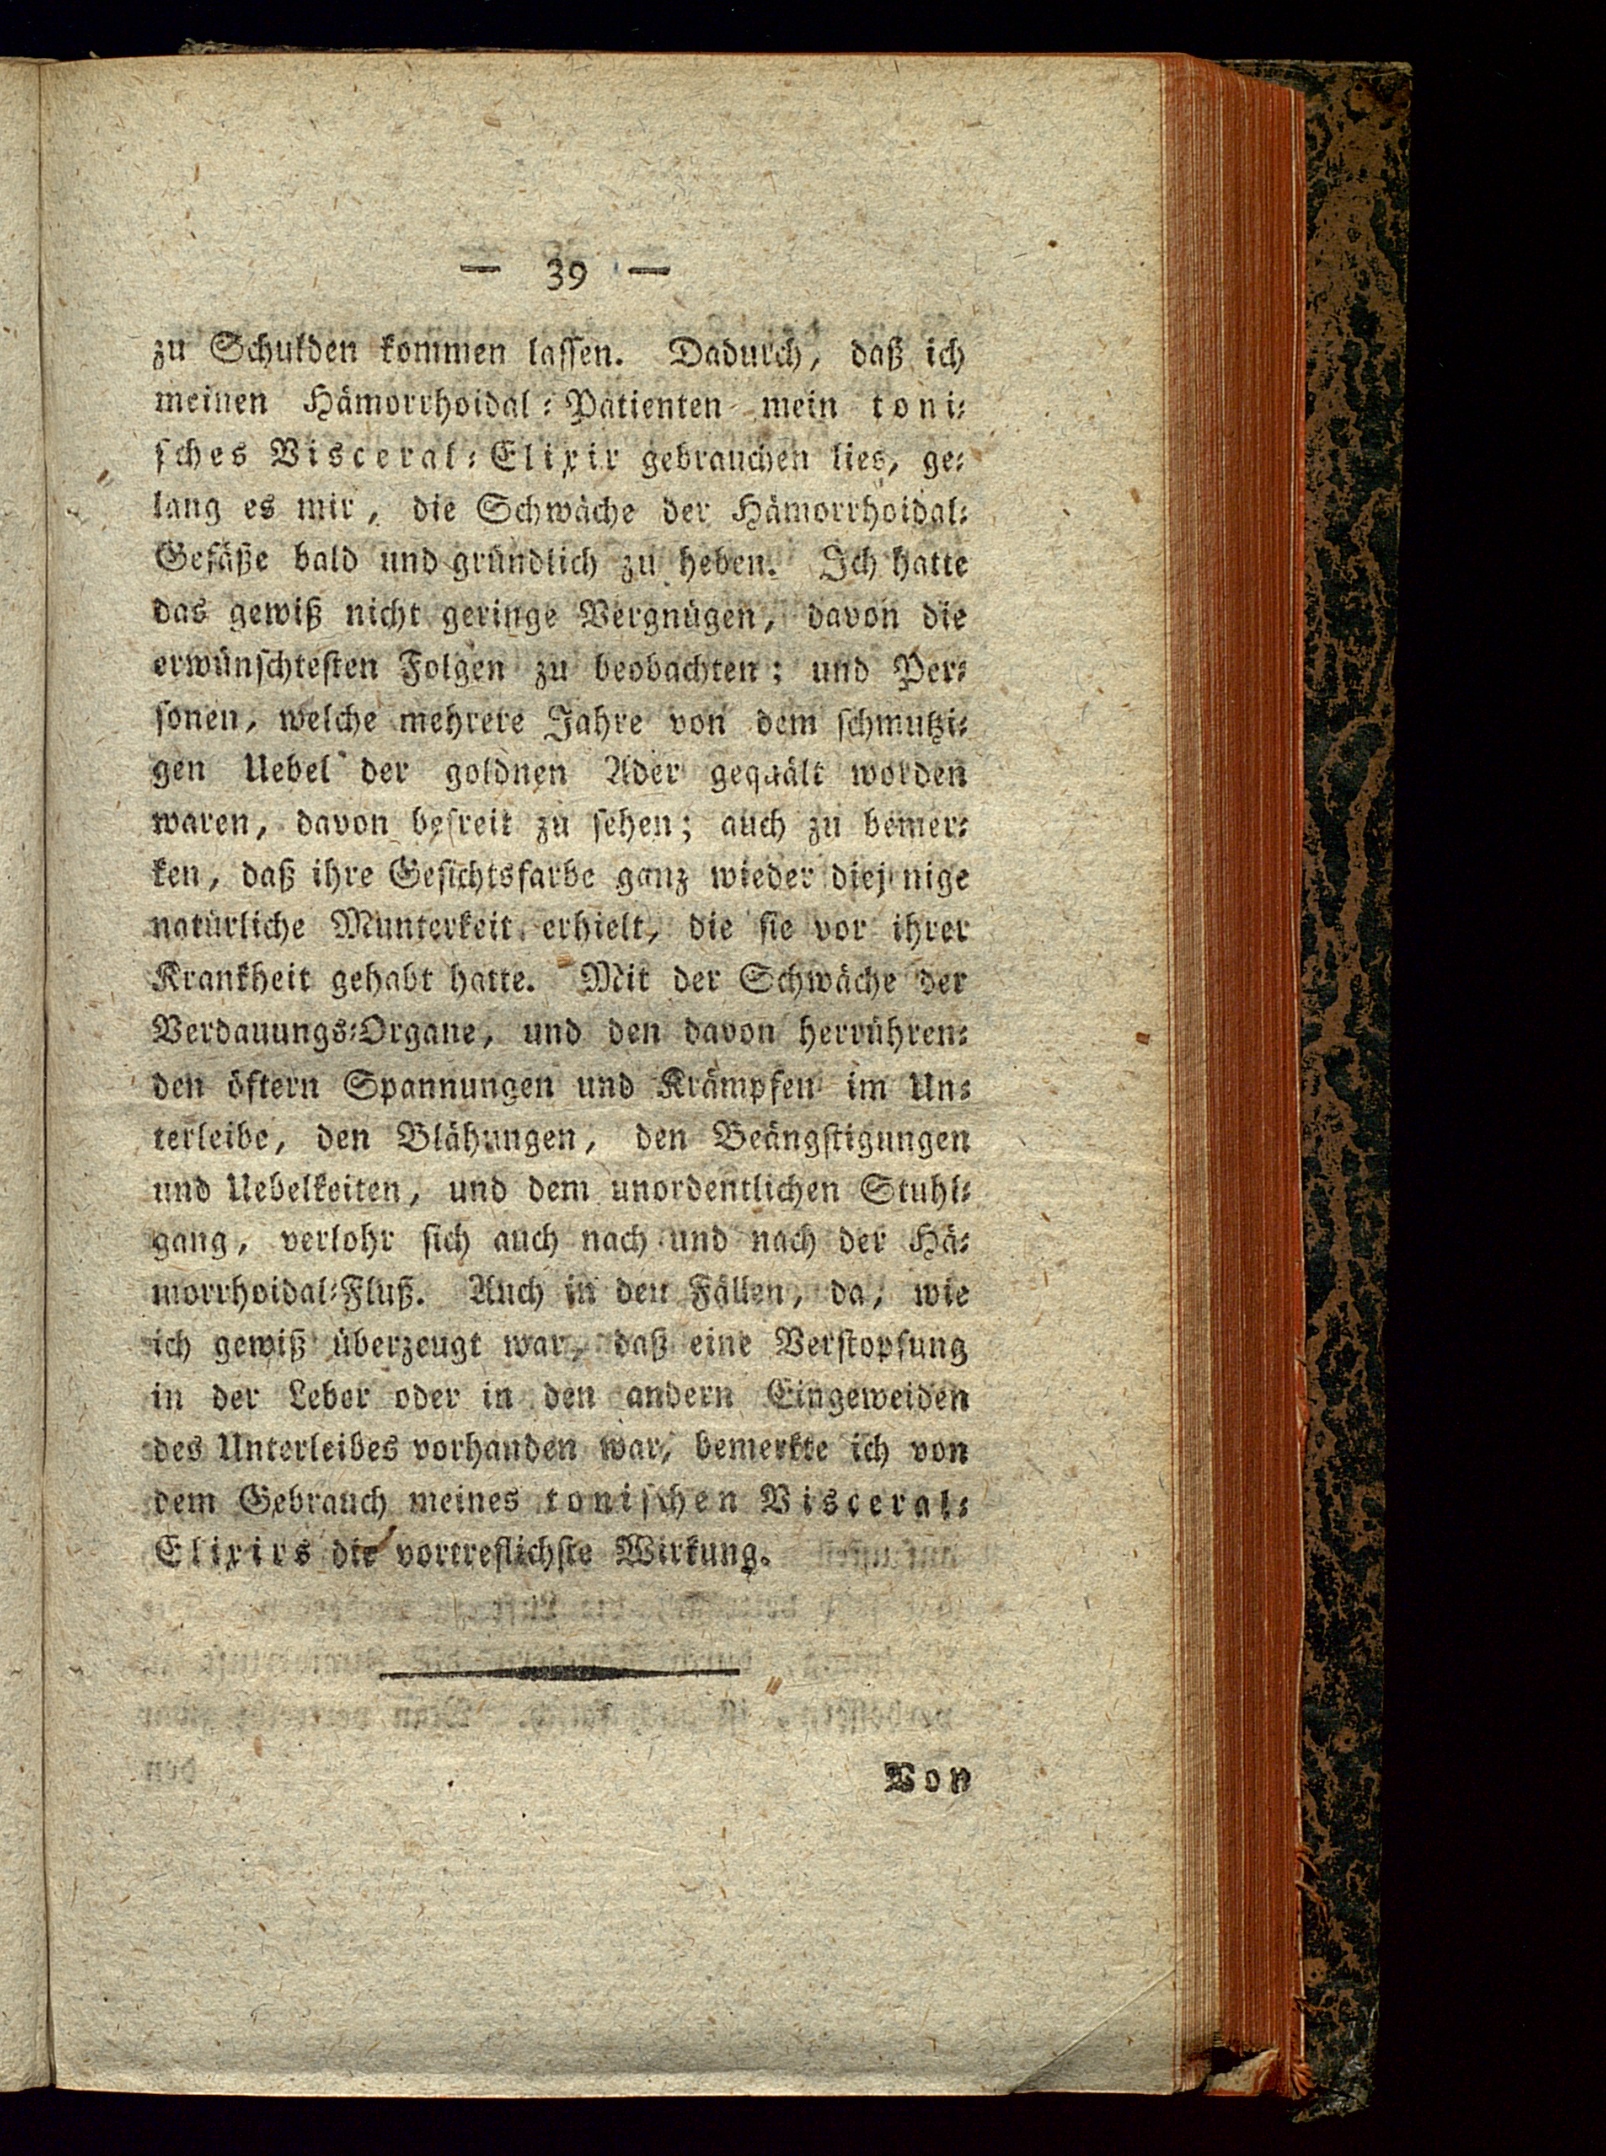 — 39 —
zu Schulden kommen lassen. Dadurch, daß ich
meinen Hämorrhoidal-Patienten mein toni-
sches Visceral-Elixir gebrauchen lies, ge-
lang es mir, die Schwäche der Hämorrhoidal-
Gefäße bald und gründlich zu heben. Ich hatte
das gewiß nicht geringe Vergnügen, davon die
erwünschtesten Folgen zu beobachten; und Per-
sonen, welche mehrere Jahre von dem schmutzi-
gen Uebel der goldnen Ader gequält worden
waren, davon befreit zu sehen; auch zu bemer-
ken, daß ihre Gesichtsfarbe ganz wieder diejenige
natürliche Munterkeit erhielt, die sie vor ihrer
Krankheit gehabt hatte. Mit der Schwäche der
Verdauungs-Organe, und den davon herrühren-
den öftern Spannungen und Krämpfen im Un-
terleibe, den Blähungen, den Beängstigungen
und Uebelkeiten, und dem unordentlichen Stuhl-
gang, verlohr sich auch nach und nach der Hä-
morrhoidal-Fluß. Auch in den Fällen, da, wie
ich gewiß überzeugt war, daß eine Verstopfung
in der Leber oder in den andern Eingeweiden
des Unterleibes vorhanden war, bemerkte ich von
dem Gebrauch meines tonischen Visceral-
Elixirs die vortreflichste Wirkung.
Von